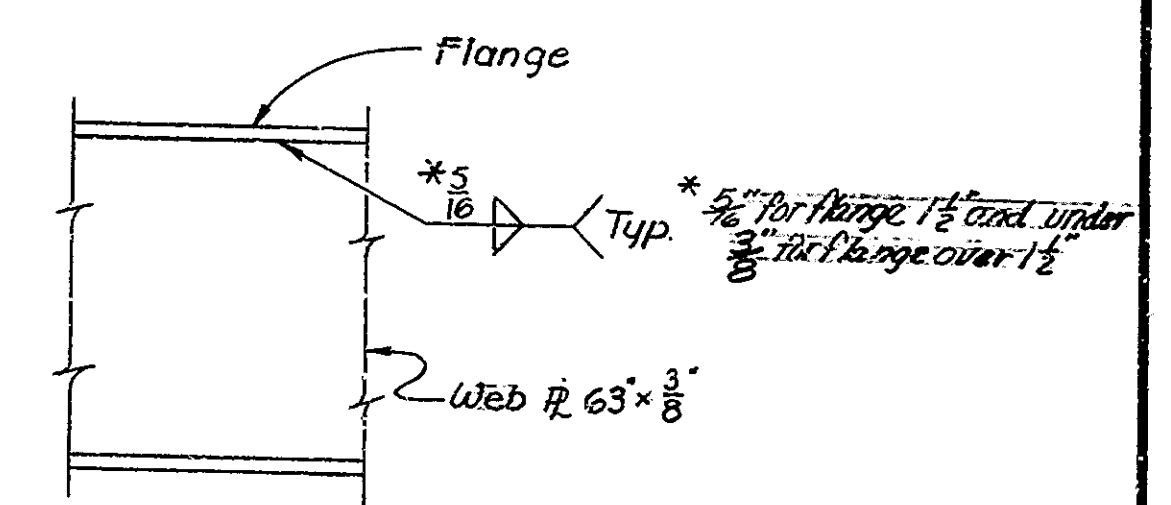 Flange
* 5/16
Typ.
* 5/16" for flange 1 1/2" and under
3/8" for flange over 1 1/2"
Web ℄ 63" x 3/8"